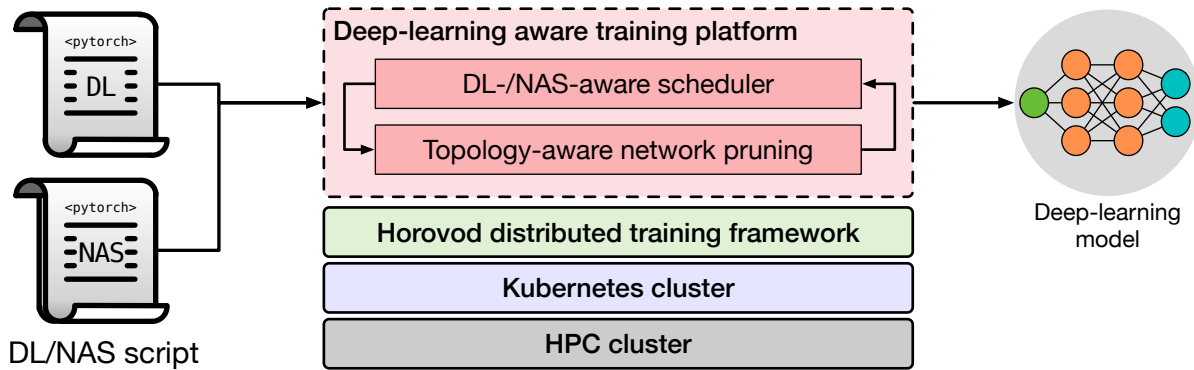 <pytorch>
DL
<pytorch>
NAS
DL/NAS script
Deep-learning aware training platform
DL-/NAS-aware scheduler
Topology-aware network pruning
Horovod distributed training framework
Kubernetes cluster
HPC cluster
Deep-learning
model